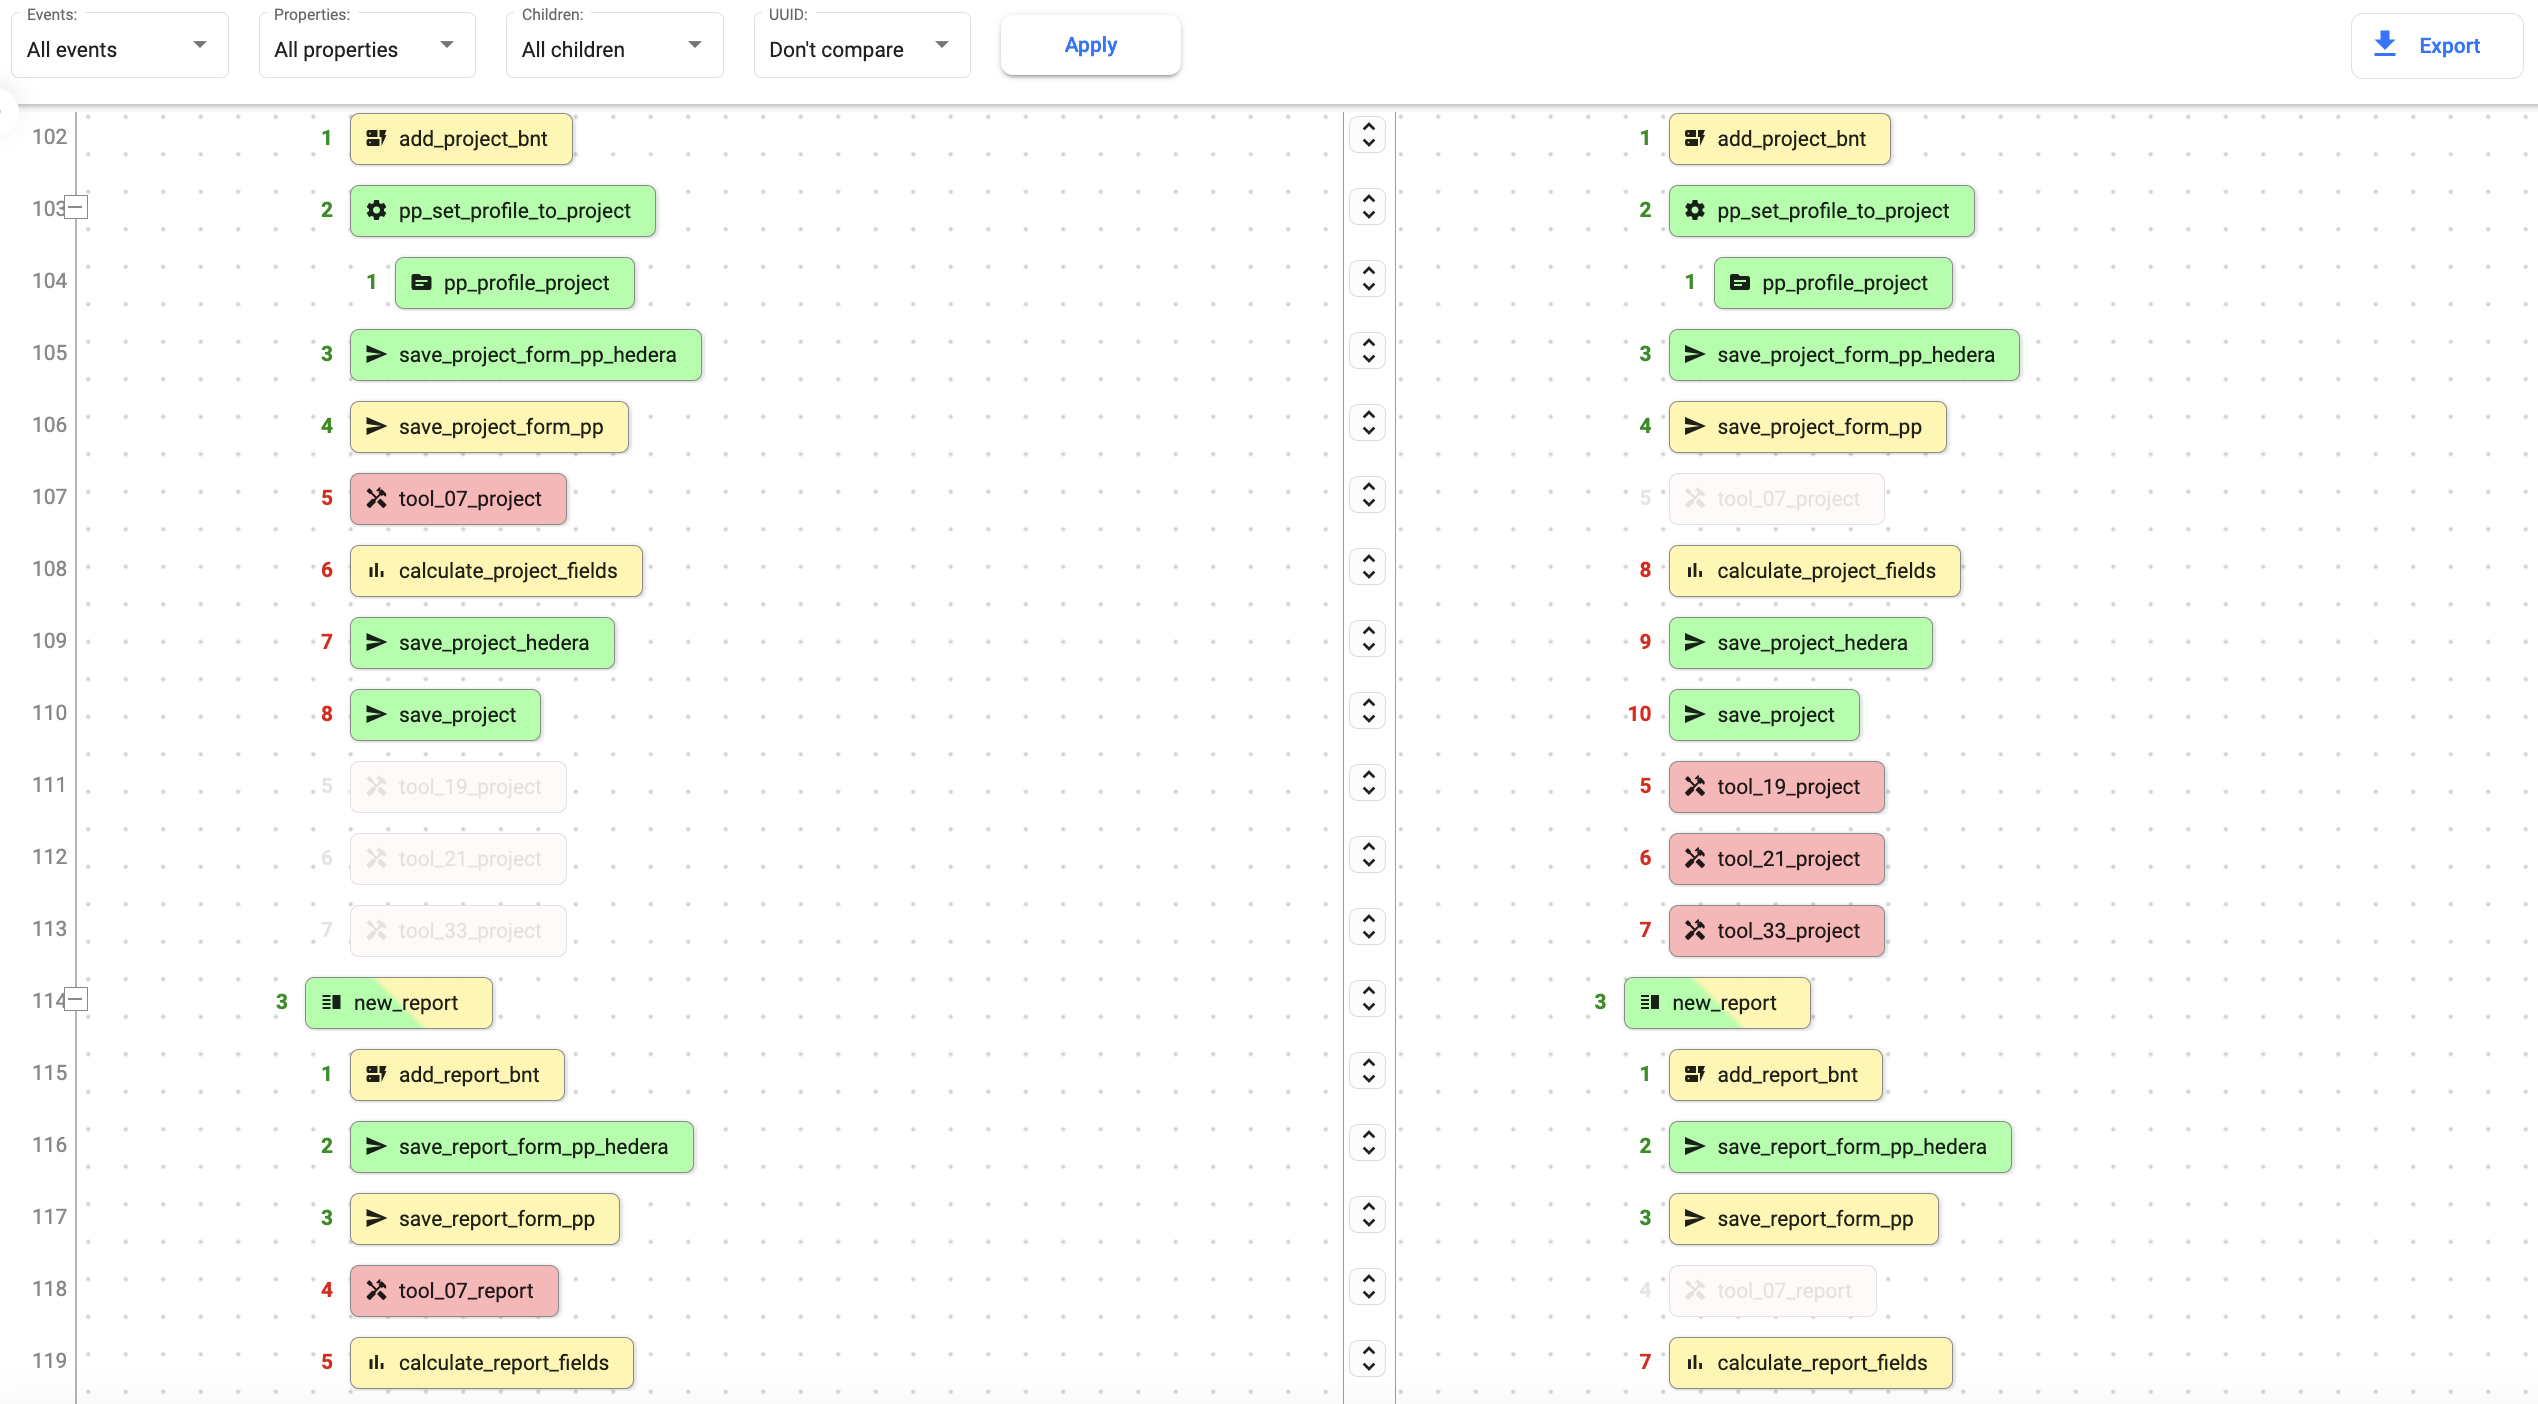 Events: Properties: Children: UUID:
All events All properties All children Don't compare Apply Export
102 1 add_project_bnt 1 add_project_bnt
103 2 pp_set_profile_to_project 2 pp_set_profile_to_project
104 1 pp_profile_project 1 pp_profile_project
105 3 save_project_form_pp_hedera 3 save_project_form_pp_hedera
106 4 save_project_form_pp 4 save_project_form_pp
107 5 tool_07_project 5 tool_07_project
108 6 calculate_project_fields 8 calculate_project_fields
109 7 save_project_hedera 9 save_project_hedera
110 8 save_project 10 save_project
111 5 tool_19_project 5 tool_19_project
112 6 tool_21_project 6 tool_21_project
113 7 tool_33_project 7 tool_33_project
114 3 new_report 3 new_report
115 1 add_report_bnt 1 add_report_bnt
116 2 save_report_form_pp_hedera 2 save_report_form_pp_hedera
117 3 save_report_form_pp 3 save_report_form_pp
118 4 tool_07_report 4 tool_07_report
119 5 calculate_report_fields 7 calculate_report_fields